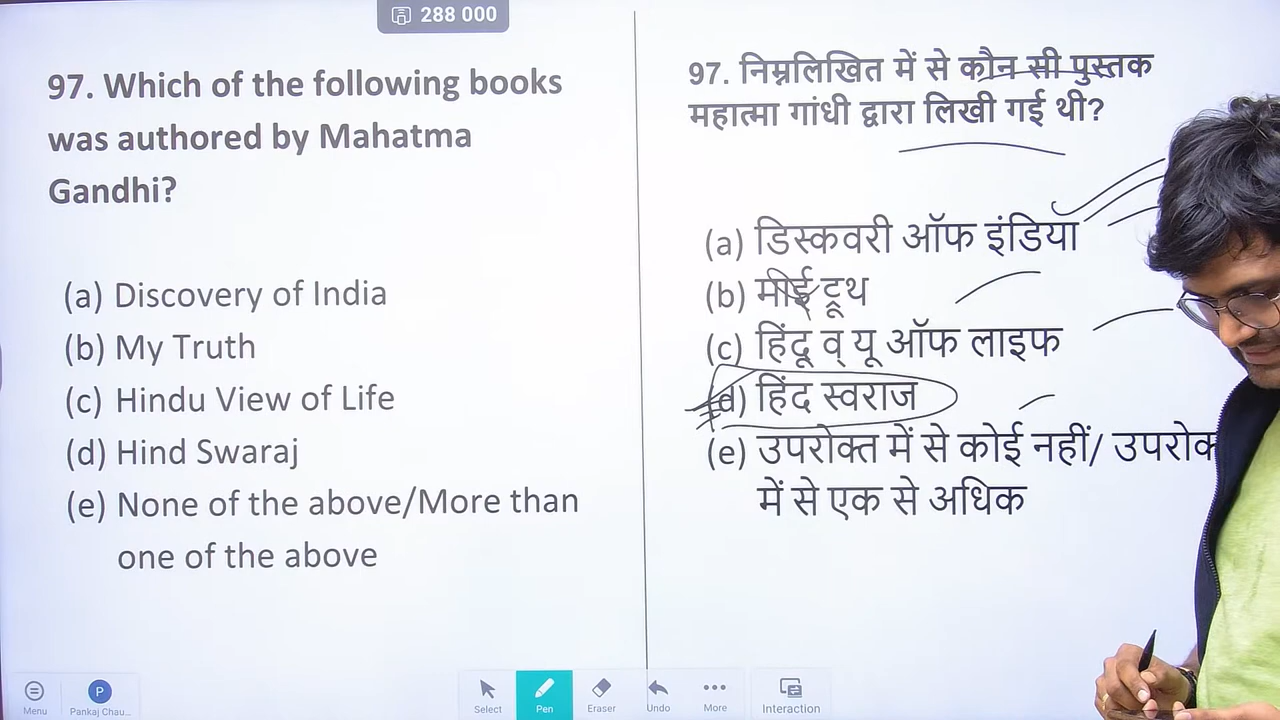 288 000
97. Which of the following books
was authored by Mahatma
Gandhi?
(a) Discovery of India
(b) My Truth
(c) Hindu View of Life
(d) Hind Swaraj
(e) None of the above/More than
one of the above
97. निम्नलिखित में से कौन सी पुस्तक
महात्मा गांधी द्वारा लिखी गई थी?
(a) डिस्कवरी ऑफ इंडिया
(b) मीई ट्रूथ
(c) हिंदू व् यू ऑफ लाइफ
(d) हिंद स्वराज
(e) उपरोक्त में से कोई नहीं/ उपरोक
में से एक से अधिक
Menu
P
Pankaj Chau...
Select
Pen
Eraser
Undo
More
Interaction